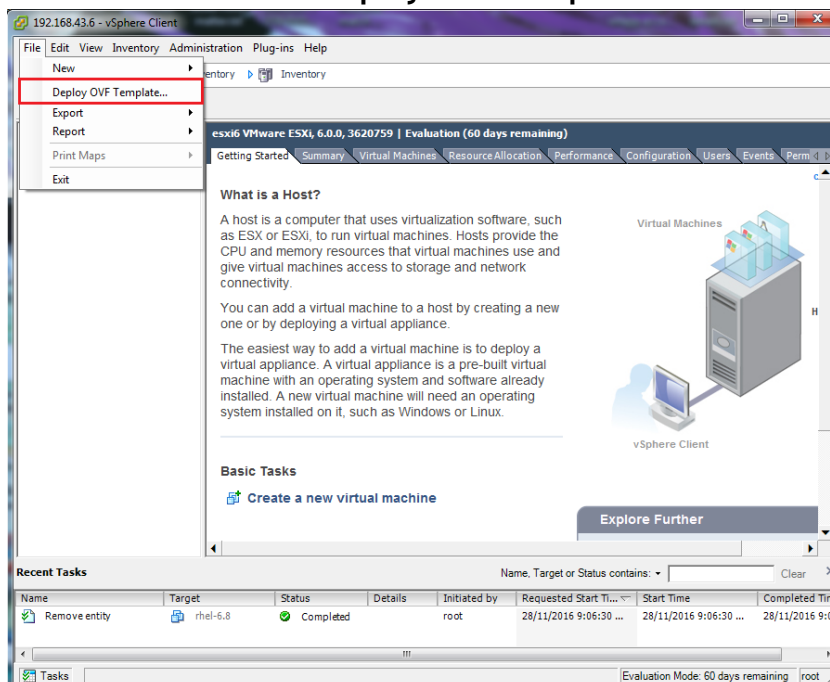 192.168.43.6 - vSphere Client
File Edit View Inventory Administration Plug-ins Help
New
Inventory
Deploy OVF Template...
Export
Report
Print Maps
Exit
esxi6 VMware ESXi, 6.0.0, 3620759 | Evaluation (60 days remaining)
Getting Started Summary Virtual Machines Resource Allocation Performance Configuration Users Events Perm
What is a Host?
A host is a computer that uses virtualization software, such
as ESX or ESXi, to run virtual machines. Hosts provide the
CPU and memory resources that virtual machines use and
give virtual machines access to storage and network
connectivity.
You can add a virtual machine to a host by creating a new
one or by deploying a virtual appliance.
The easiest way to add a virtual machine is to deploy a
virtual appliance. A virtual appliance is a pre-built virtual
machine with an operating system and software already
installed. A new virtual machine will need an operating
system installed on it, such as Windows or Linux.
Virtual Machines
H
vSphere Client
Basic Tasks
Create a new virtual machine
Explore Further
Recent Tasks
Name, Target or Status contains:
Clear
Name Target Status Details Initiated by Requested Start Ti... Start Time Completed Tim
Remove entity rhel-6.8 Completed root 28/11/2016 9:06:30 ... 28/11/2016 9:06:30 ... 28/11/2016 9:0
Tasks
Evaluation Mode: 60 days remaining root